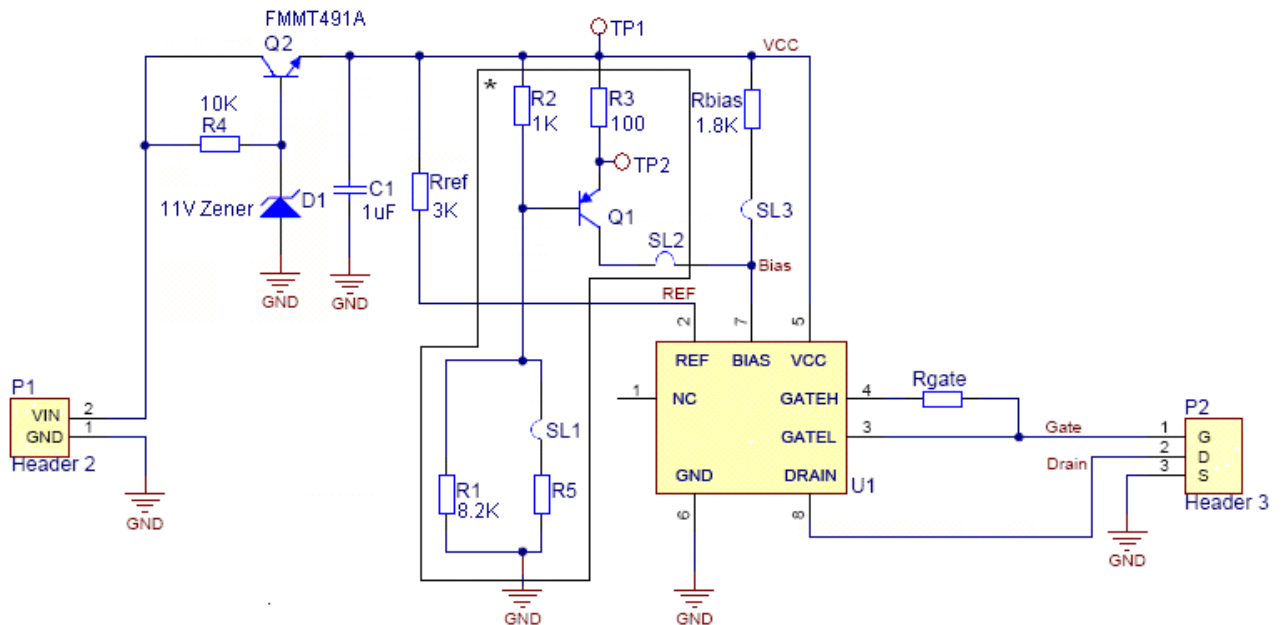 FMMT491A
Q2
TP1
VCC
*
10K
R4
R2
1K
R3
100
Rbias
1.8K
TP2
11V Zener
D1
C1
1uF
Rref
3K
Q1
SL3
SL2
Bias
GND
GND
REF
2
7
5
REF
BIAS
VCC
1
NC
GATEH
4
Rgate
P1
VIN
2
GND
1
Header 2
GND
SL1
R1
8.2K
R5
GATEL
3
Gate
Drain
P2
1
G
2
D
3
S
Header 3
GND
DRAIN
U1
6
8
GND
GND
GND